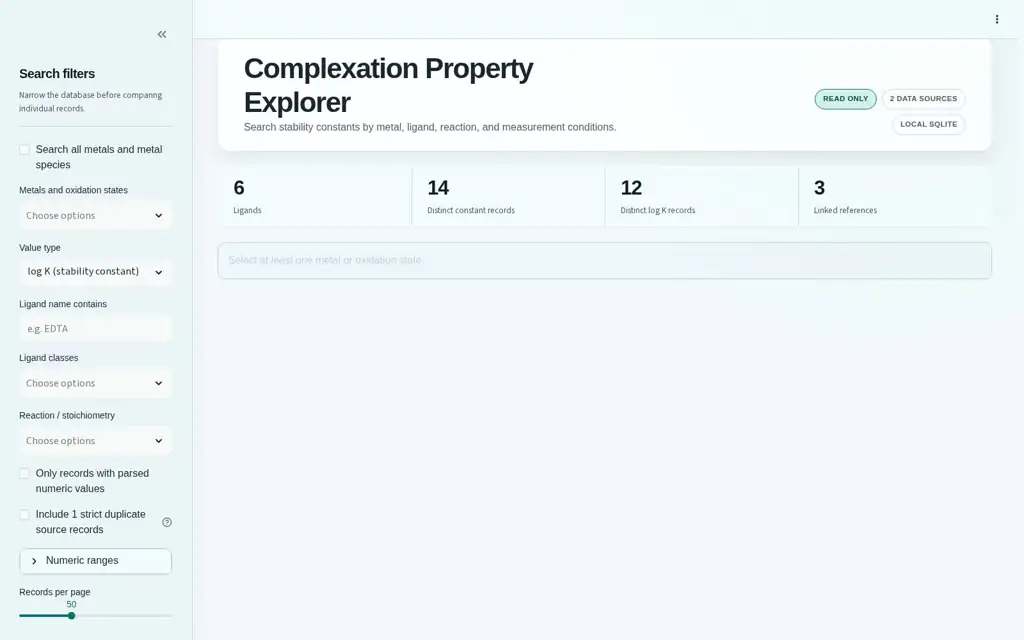 Search filters
Narrow the database before comparing
individual records.
Search all metals and metal
species
Metals and oxidation states
Choose options
Value type
log K (stability constant)
Ligand name contains
e.g. EDTA
Ligand classes
Choose options
Reaction / stoichiometry
Choose options
Only records with parsed
numeric values
Include 1 strict duplicate
source records
Numeric ranges
Records per page
50
Complexation Property
Explorer
Search stability constants by metal, ligand, reaction, and measurement conditions.
READ ONLY
2 DATA SOURCES
LOCAL SQLITE
6
Ligands
14
Distinct constant records
12
Distinct log K records
3
Linked references
Select at least one metal or oxidation state.